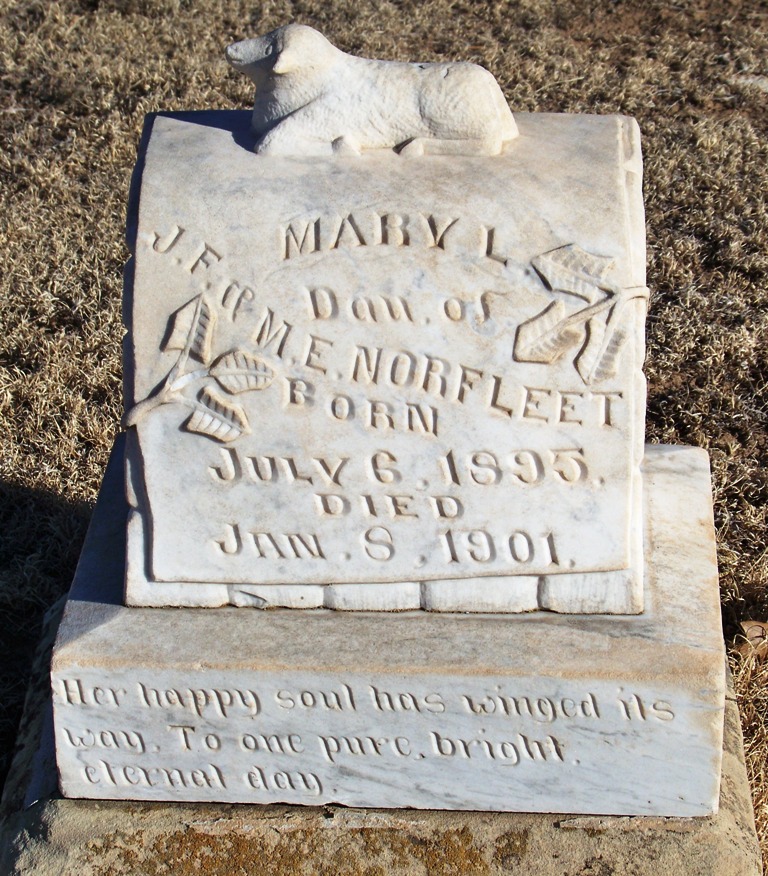 MARY L.
Dau. of
J. F. & M. E. NORFLEET
BORN
JULY 6, 1895.
DIED
JAN. 8, 1901.
Her happy soul has winged its
way, To one pure, bright,
eternal day.